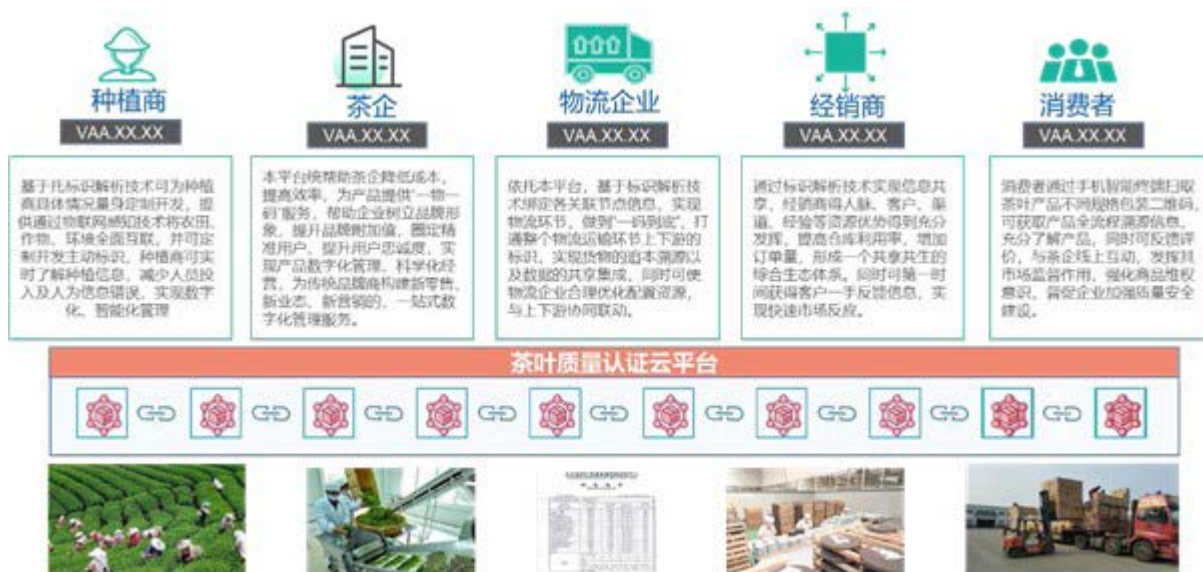 种植商
VAA.XX.XX
基于托标识解析技术可为种植
商具体情况量身定制开发，提
供通过物联网感知技术将农田、
作物、环境全面互联，并可定
制开发主动标识，种植商可实
时了解种植信息，减少人员投
入及人为信息错误，实现数字
化、智能化管理
茶企
VAA.XX.XX
本平台统帮助茶企降低成本，
提高效率，为产品提供“一物一
码”服务，帮助企业树立品牌形
象，提升品牌附加值，圈定精
准用户，提升用户忠诚度，实
现产品数字化管理、科学化经
营，为传统品牌商构建新零售、
新业态、新营销的、一站式数
字化管理服务。
物流企业
VAA.XX.XX
依托本平台，基于标识解析技
术绑定各关联节点信息，实现
物流环节，做到“一码到底”，打
通整个物流运输环节上下游的
标识，实现货物的追本溯源以
及数据的共享集成，同时可使
物流企业合理优化配置资源，
与上下游协同联动。
经销商
VAA.XX.XX
通过标识解析技术实现信息共
享，经销商得人脉、客户、渠
道、经验等资源优势得到充分
发挥，提高仓库利用率，增加
订单量，形成一个共享共生的
综合生态体系。同时可第一时
间获得客户一手反馈信息，实
现快速市场反应。
消费者
VAA.XX.XX
消费者通过手机智能终端扫取
茶叶产品不同规格包装二维码，
可获取产品全流程溯源信息，
充分了解产品，同时可反馈评
价，与茶企线上互动，发挥其
市场监督作用，强化商品维权
意识，督促企业加强质量安全
建设。
茶叶质量认证云平台